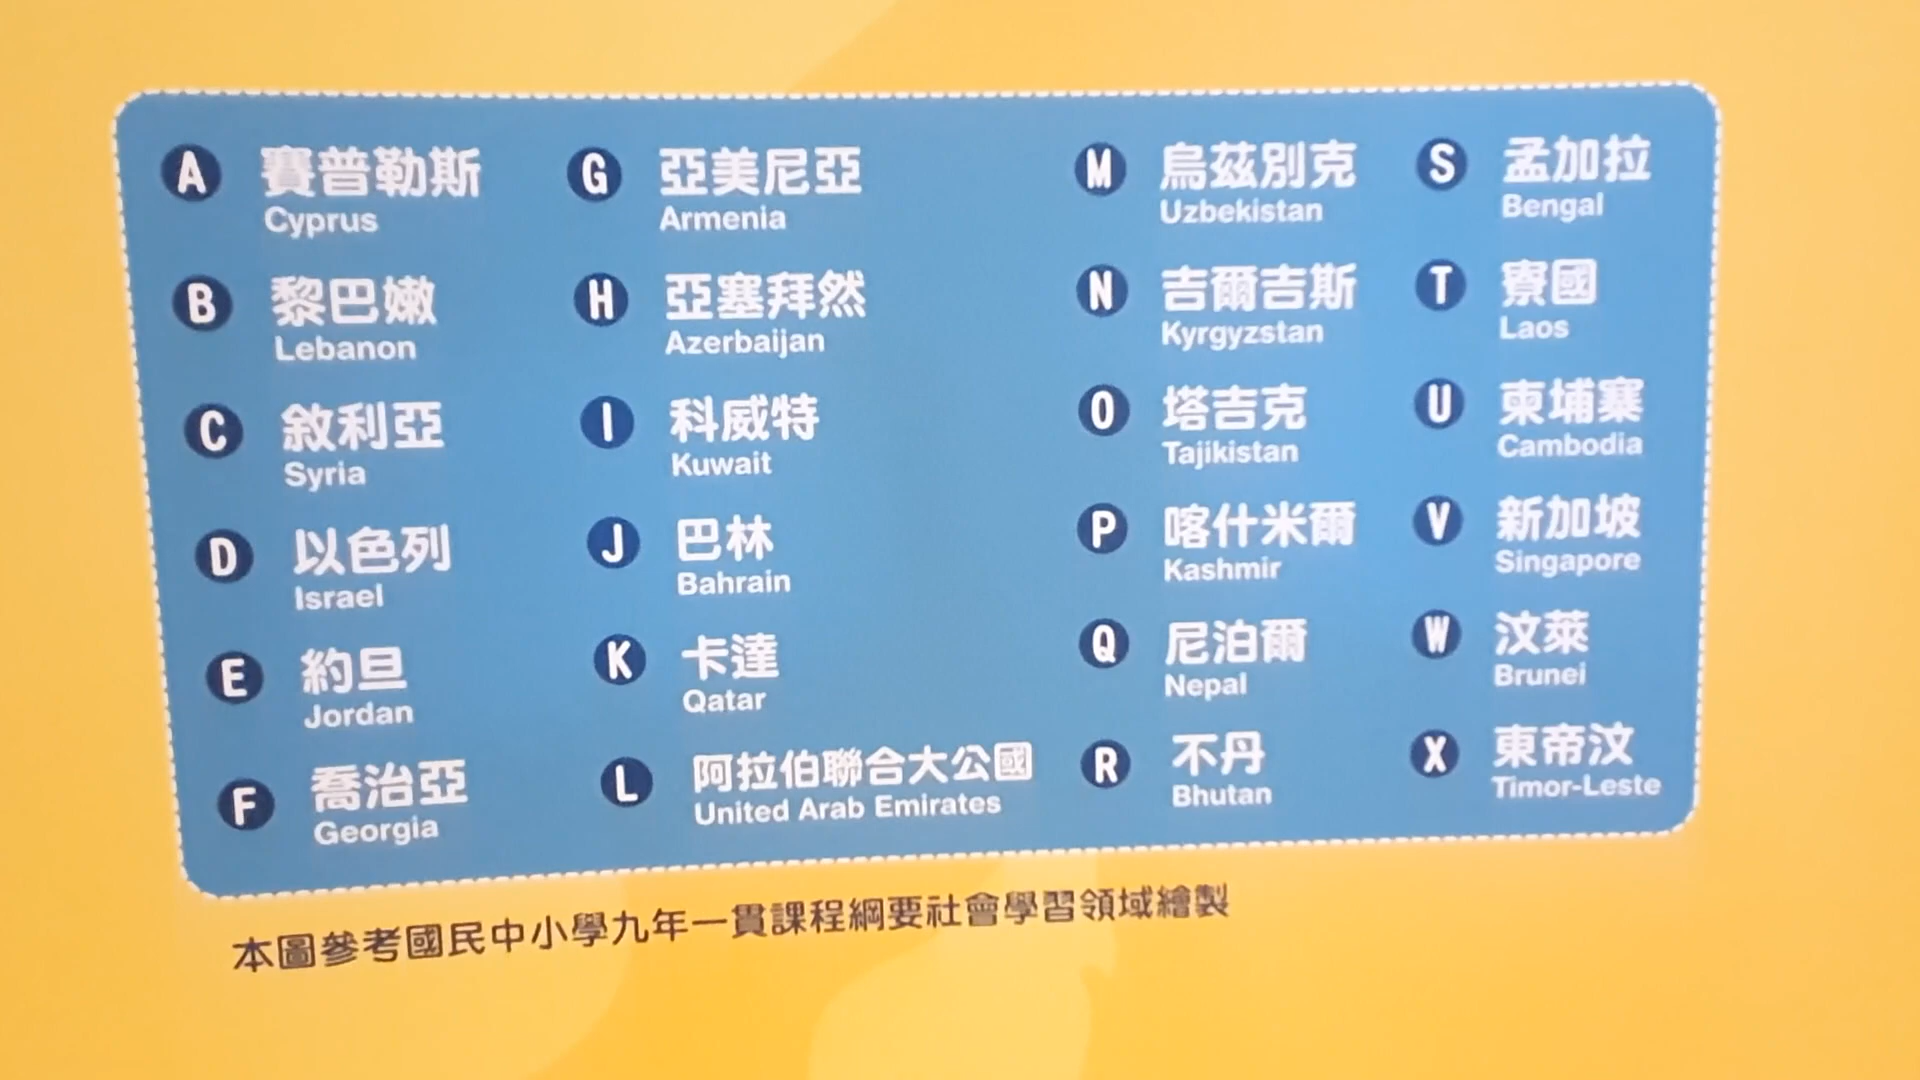 A 賽普勒斯
Cyprus
B 黎巴嫩
Lebanon
C 敘利亞
Syria
D 以色列
Israel
E 約旦
Jordan
F 喬治亞
Georgia
G 亞美尼亞
Armenia
H 亞塞拜然
Azerbaijan
I 科威特
Kuwait
J 巴林
Bahrain
K 卡達
Qatar
L 阿拉伯聯合大公國
United Arab Emirates
M 烏茲別克
Uzbekistan
N 吉爾吉斯
Kyrgyzstan
O 塔吉克
Tajikistan
P 喀什米爾
Kashmir
Q 尼泊爾
Nepal
R 不丹
Bhutan
S 孟加拉
Bengal
T 寮國
Laos
U 柬埔寨
Cambodia
V 新加坡
Singapore
W 汶萊
Brunei
X 東帝汶
Timor-Leste
本圖參考國民中小學九年一貫課程綱要社會學習領域繪製